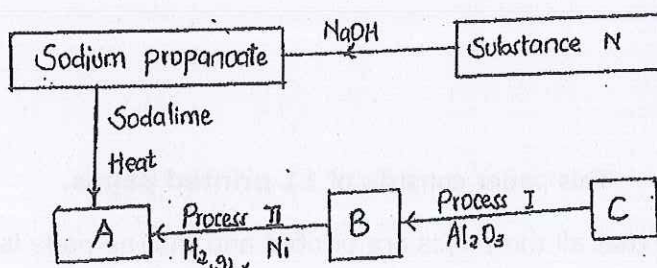 NaOH
Sodium propanoate
Substance N
Sodalime
Heat
A
Process II
H2(g), Ni
B
Process I
Al2O3
C